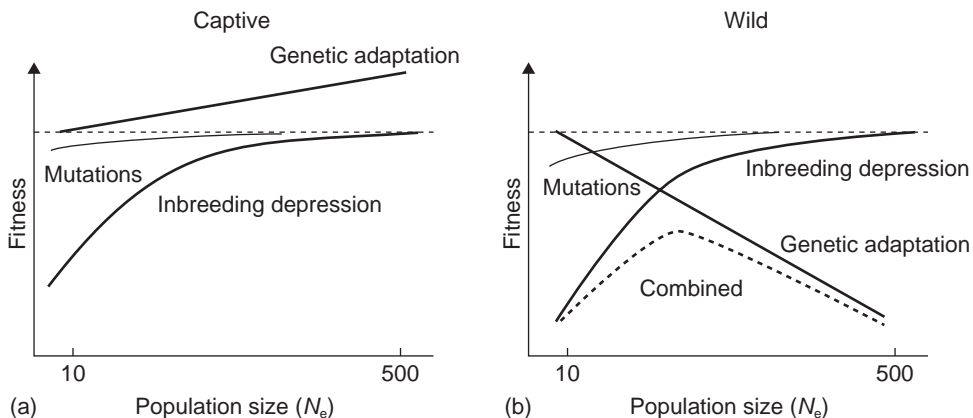 Captive
Genetic adaptation
Mutations
Inbreeding depression
Fitness
10
500
(a)
Population size (Ne)
Wild
Inbreeding depression
Mutations
Genetic adaptation
Combined
Fitness
10
500
(b)
Population size (Ne)